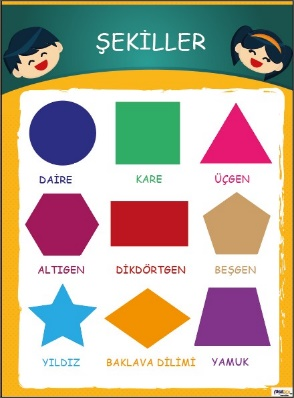 ŞEKİLLER
DAİRE KARE ÜÇGEN
ALTIGEN DİKDÖRTGEN BEŞGEN
YILDIZ BAKLAVA DİLİMİ YAMUK